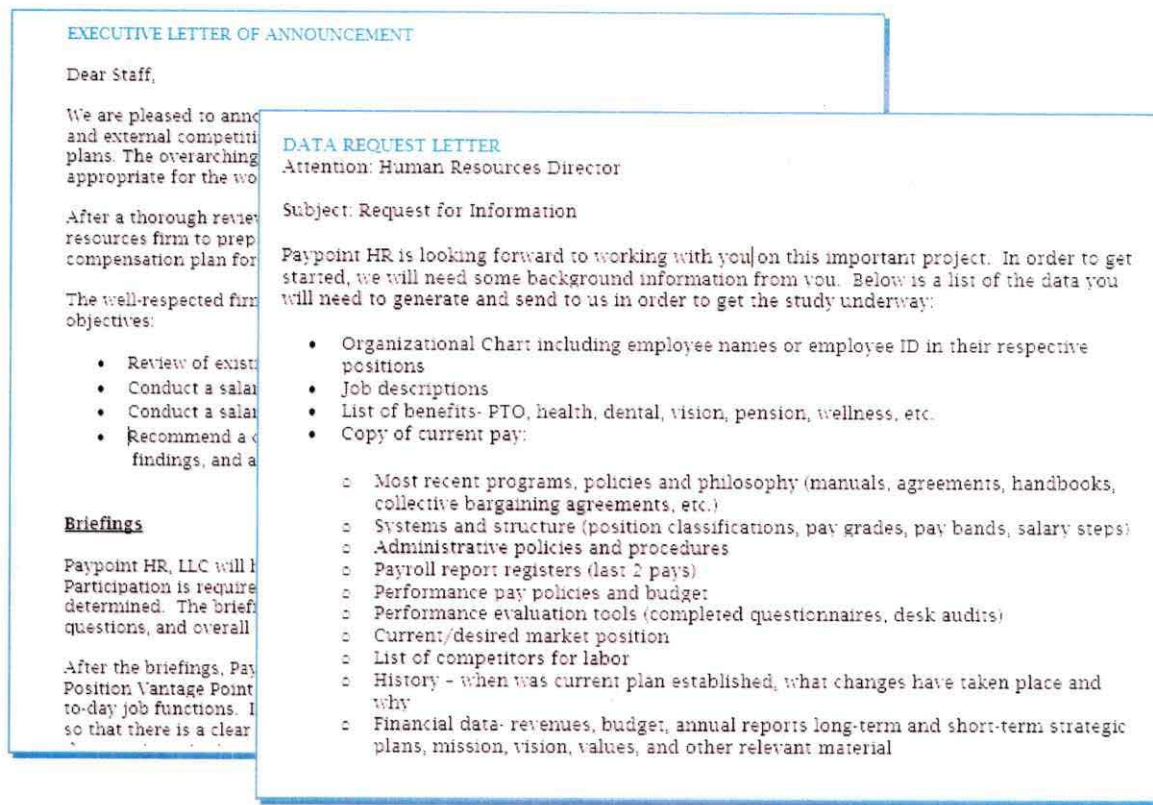 EXECUTIVE LETTER OF ANNOUNCEMENT
Dear Staff,
We are pleased to anno
and external competiti
plans. The overarching
appropriate for the wo
After a thorough review
resources firm to prep
compensation plan for
The well-respected firm
objectives:
• Review of existi
• Conduct a salar
• Conduct a salar
• Recommend a c
findings, and a
Briefings
Paypoint HR, LLC will h
Participation is require
determined. The briefi
questions, and overall
After the briefings, Pay
Position Vantage Point
to-day job functions. I
so that there is a clear
DATA REQUEST LETTER
Attention: Human Resources Director
Subject: Request for Information
Paypoint HR is looking forward to working with you on this important project. In order to get
started, we will need some background information from you. Below is a list of the data you
will need to generate and send to us in order to get the study underway:
• Organizational Chart including employee names or employee ID in their respective
positions
• Job descriptions
• List of benefits- PTO, health, dental, vision, pension, wellness, etc.
• Copy of current pay:
o Most recent programs, policies and philosophy (manuals, agreements, handbooks,
collective bargaining agreements, etc.)
o Systems and structure (position classifications, pay grades, pay bands, salary steps)
o Administrative policies and procedures
o Payroll report registers (last 2 pays)
o Performance pay policies and budget
o Performance evaluation tools (completed questionnaires, desk audits)
o Current/desired market position
o List of competitors for labor
o History – when was current plan established, what changes have taken place and
why
o Financial data- revenues, budget, annual reports long-term and short-term strategic
plans, mission, vision, values, and other relevant material